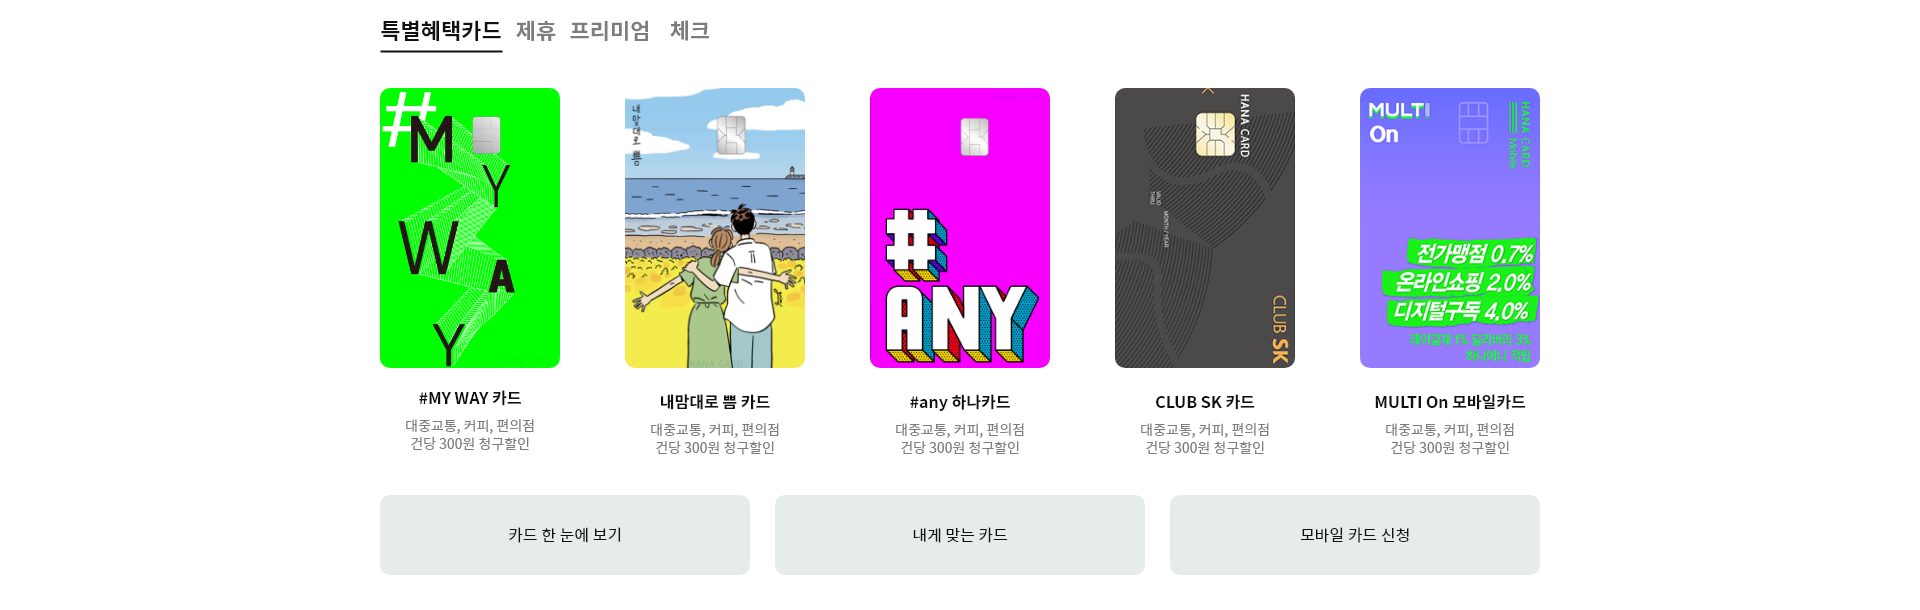 특별혜택카드 제휴 프리미엄 체크
#MY WAY
내맘대로 쁨
HANA CARD
#ANY
HANA CARD
VALID THRU
MONTH / YEAR
CLUB SK
MULTI
On
HANA CARD
Mobile
전가맹점 0.7%
온라인쇼핑 2.0%
디지털구독 4.0%
#MY WAY 카드
대중교통, 커피, 편의점
건당 300원 청구할인
내맘대로 쁨 카드
대중교통, 커피, 편의점
건당 300원 청구할인
#any 하나카드
대중교통, 커피, 편의점
건당 300원 청구할인
CLUB SK 카드
대중교통, 커피, 편의점
건당 300원 청구할인
MULTI On 모바일카드
대중교통, 커피, 편의점
건당 300원 청구할인
카드 한 눈에 보기
내게 맞는 카드
모바일 카드 신청